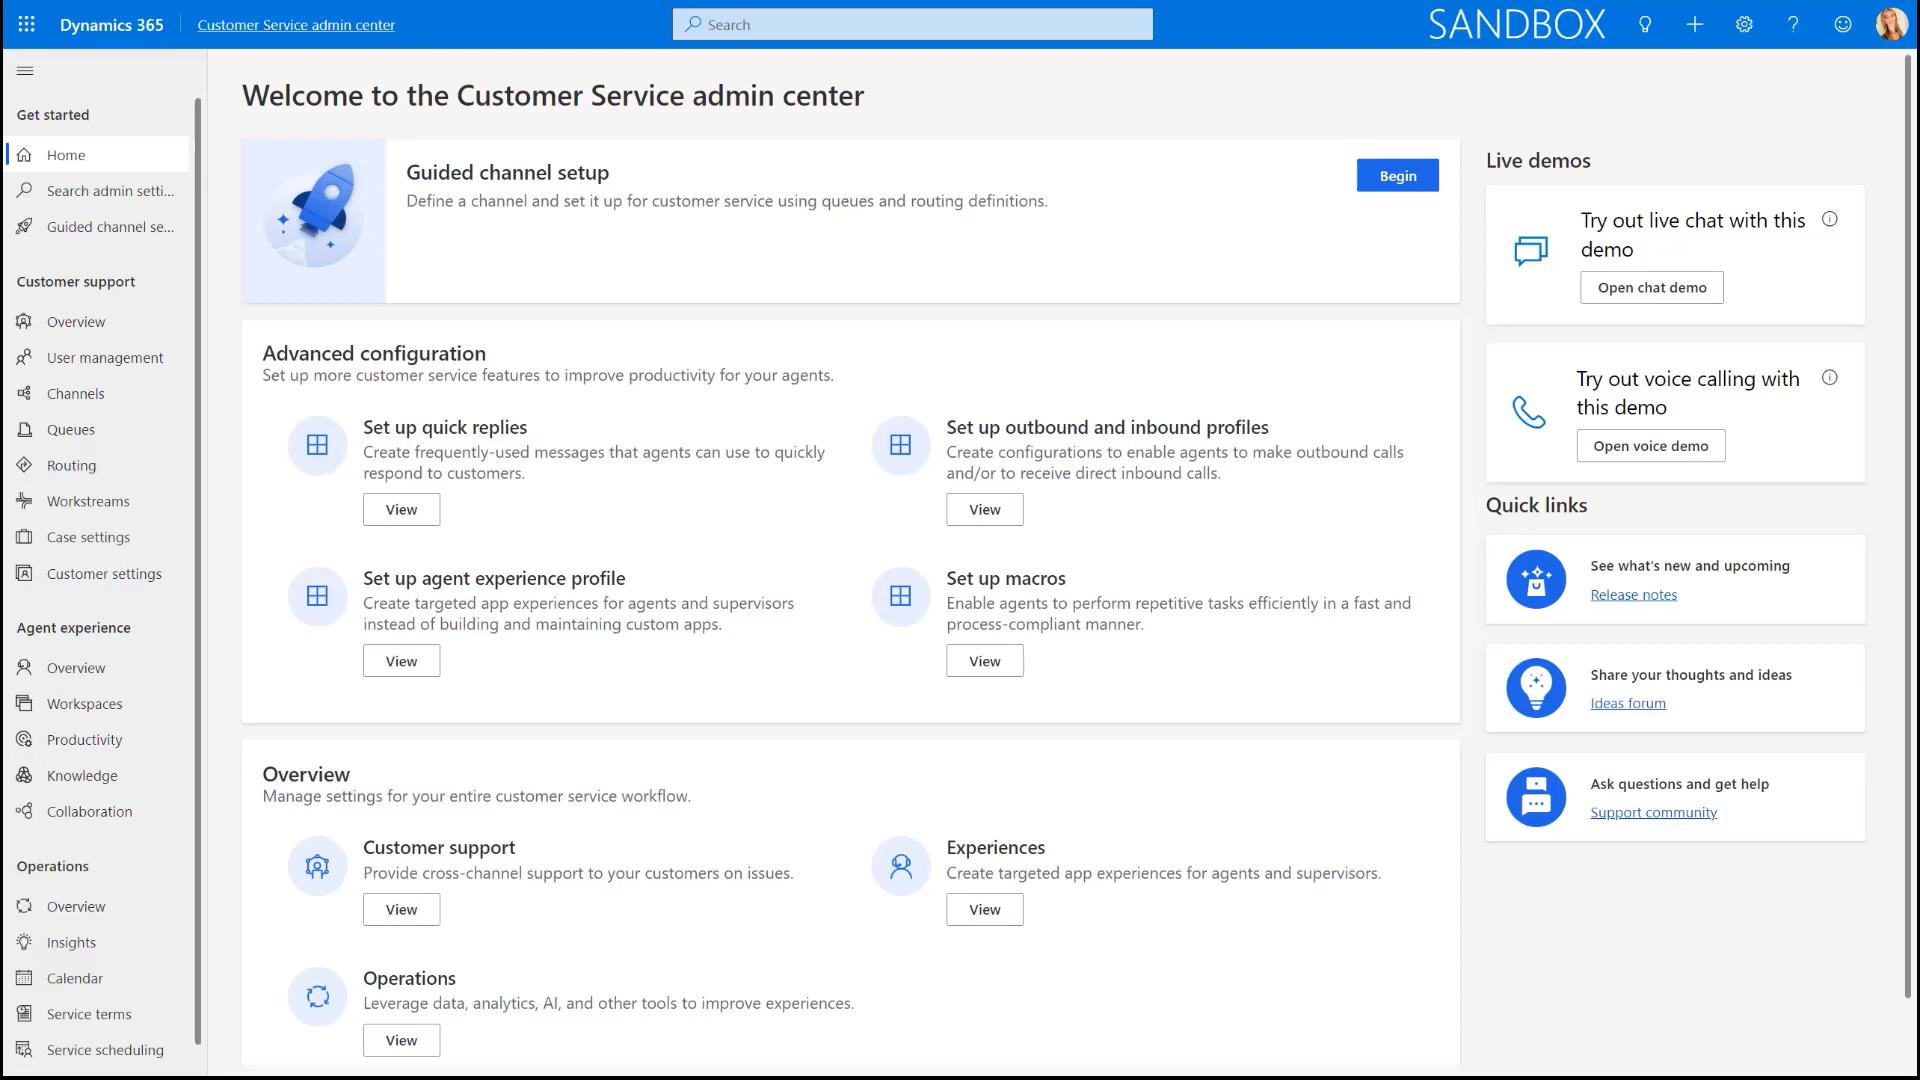 Dynamics 365
Customer Service admin center
Search
SANDBOX
Get started
Home
Search admin setti...
Guided channel se...
Customer support
Overview
User management
Channels
Queues
Routing
Workstreams
Case settings
Customer settings
Agent experience
Overview
Workspaces
Productivity
Knowledge
Collaboration
Operations
Overview
Insights
Calendar
Service terms
Service scheduling
Welcome to the Customer Service admin center
Guided channel setup
Define a channel and set it up for customer service using queues and routing definitions.
Begin
Advanced configuration
Set up more customer service features to improve productivity for your agents.
Set up quick replies
Create frequently-used messages that agents can use to quickly
respond to customers.
View
Set up outbound and inbound profiles
Create configurations to enable agents to make outbound calls
and/or to receive direct inbound calls.
View
Set up agent experience profile
Create targeted app experiences for agents and supervisors
instead of building and maintaining custom apps.
View
Set up macros
Enable agents to perform repetitive tasks efficiently in a fast and
process-compliant manner.
View
Overview
Manage settings for your entire customer service workflow.
Customer support
Provide cross-channel support to your customers on issues.
View
Experiences
Create targeted app experiences for agents and supervisors.
View
Operations
Leverage data, analytics, AI, and other tools to improve experiences.
View
Live demos
Try out live chat with this
demo
Open chat demo
Try out voice calling with
this demo
Open voice demo
Quick links
See what's new and upcoming
Release notes
Share your thoughts and ideas
Ideas forum
Ask questions and get help
Support community